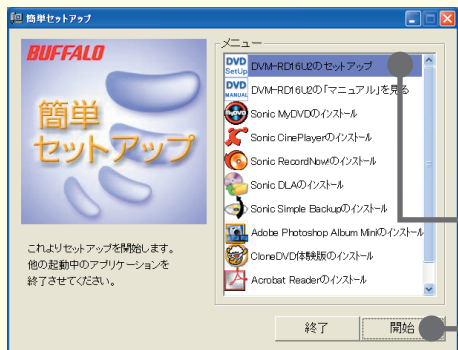 簡単セットアップ
BUFFALO
簡単
セットアップ
これよりセットアップを開始します。
他の起動中のアプリケーションを
終了させてください。
メニュー
DVD SetUp DVM-RD16U2のセットアップ
DVD MANUAL DVM-RD16U2の「マニュアル」を見る
MyDVD Sonic MyDVDのインストール
Sonic CinePlayerのインストール
Sonic RecordNow!のインストール
Sonic DLAのインストール
Sonic Simple Backupのインストール
Adobe Photoshop Album Miniのインストール
CloneDVD体験版のインストール
Acrobat Readerのインストール
終了
開始